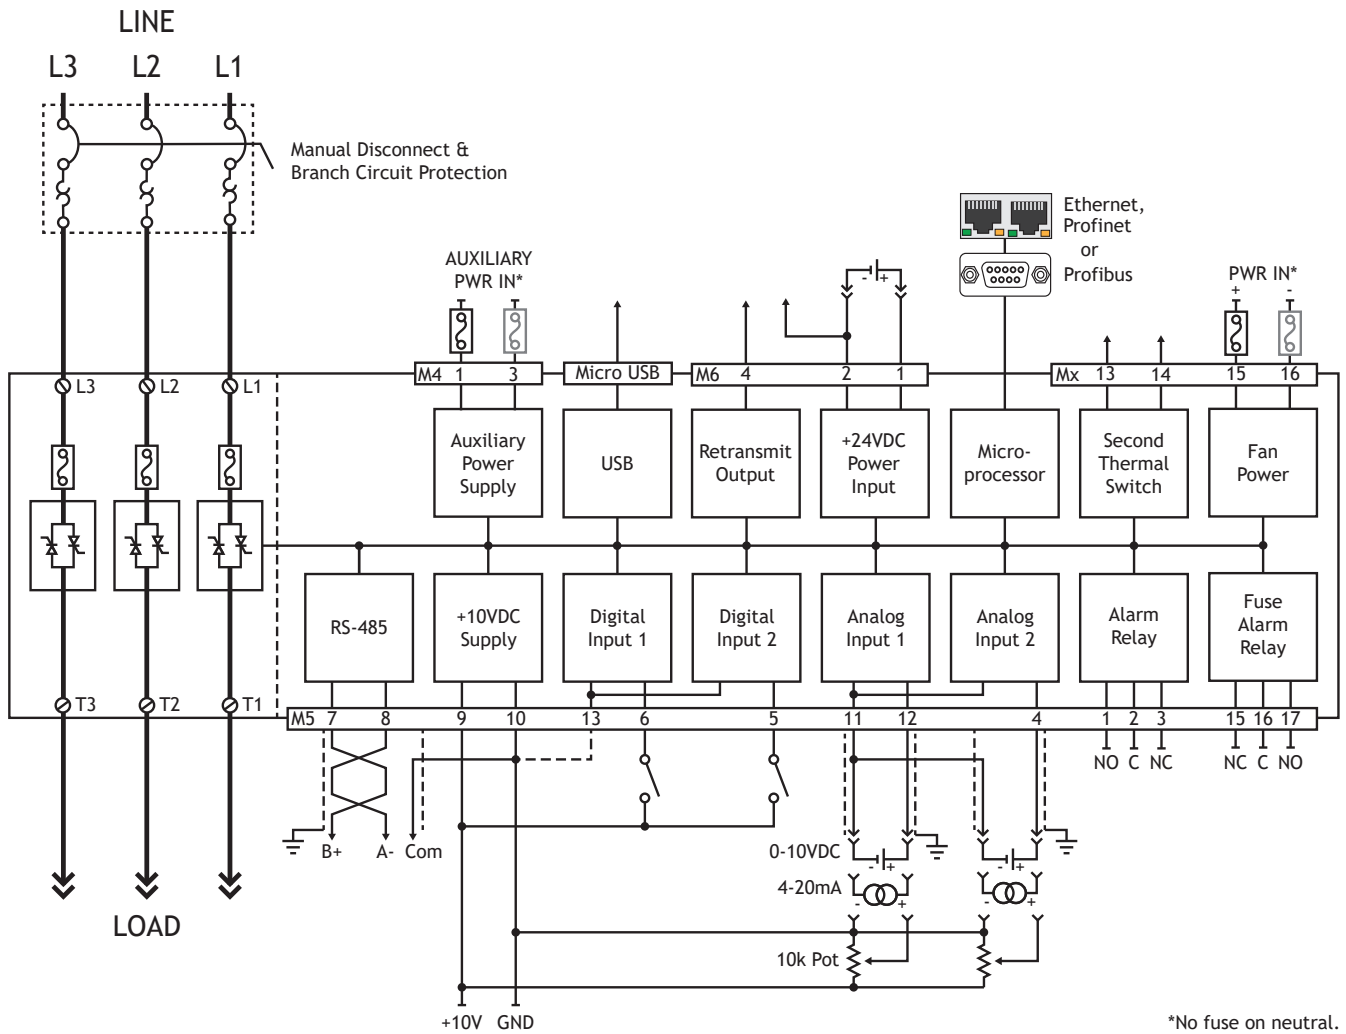 LINE
L3 L2 L1
Manual Disconnect &
Branch Circuit Protection
Ethernet,
Profinet
or
Profibus
AUXILIARY
PWR IN*
- +
PWR IN*
+ -
M4 1 3
Micro USB
M6 4 2 1
Mx 13 14 15 16
L3 L2 L1
Auxiliary
Power
Supply
USB
Retransmit
Output
+24VDC
Power
Input
Micro-
processor
Second
Thermal
Switch
Fan
Power
RS-485
+10VDC
Supply
Digital
Input 1
Digital
Input 2
Analog
Input 1
Analog
Input 2
Alarm
Relay
Fuse
Alarm
Relay
T3 T2 T1
M5 7 8 9 10 13 6 5 11 12 4 1 2 3 15 16 17
NO C NC NC C NO
B+ A- Com
0-10VDC
- + - +
4-20mA
- + - +
LOAD
10k Pot
+10V GND
*No fuse on neutral.